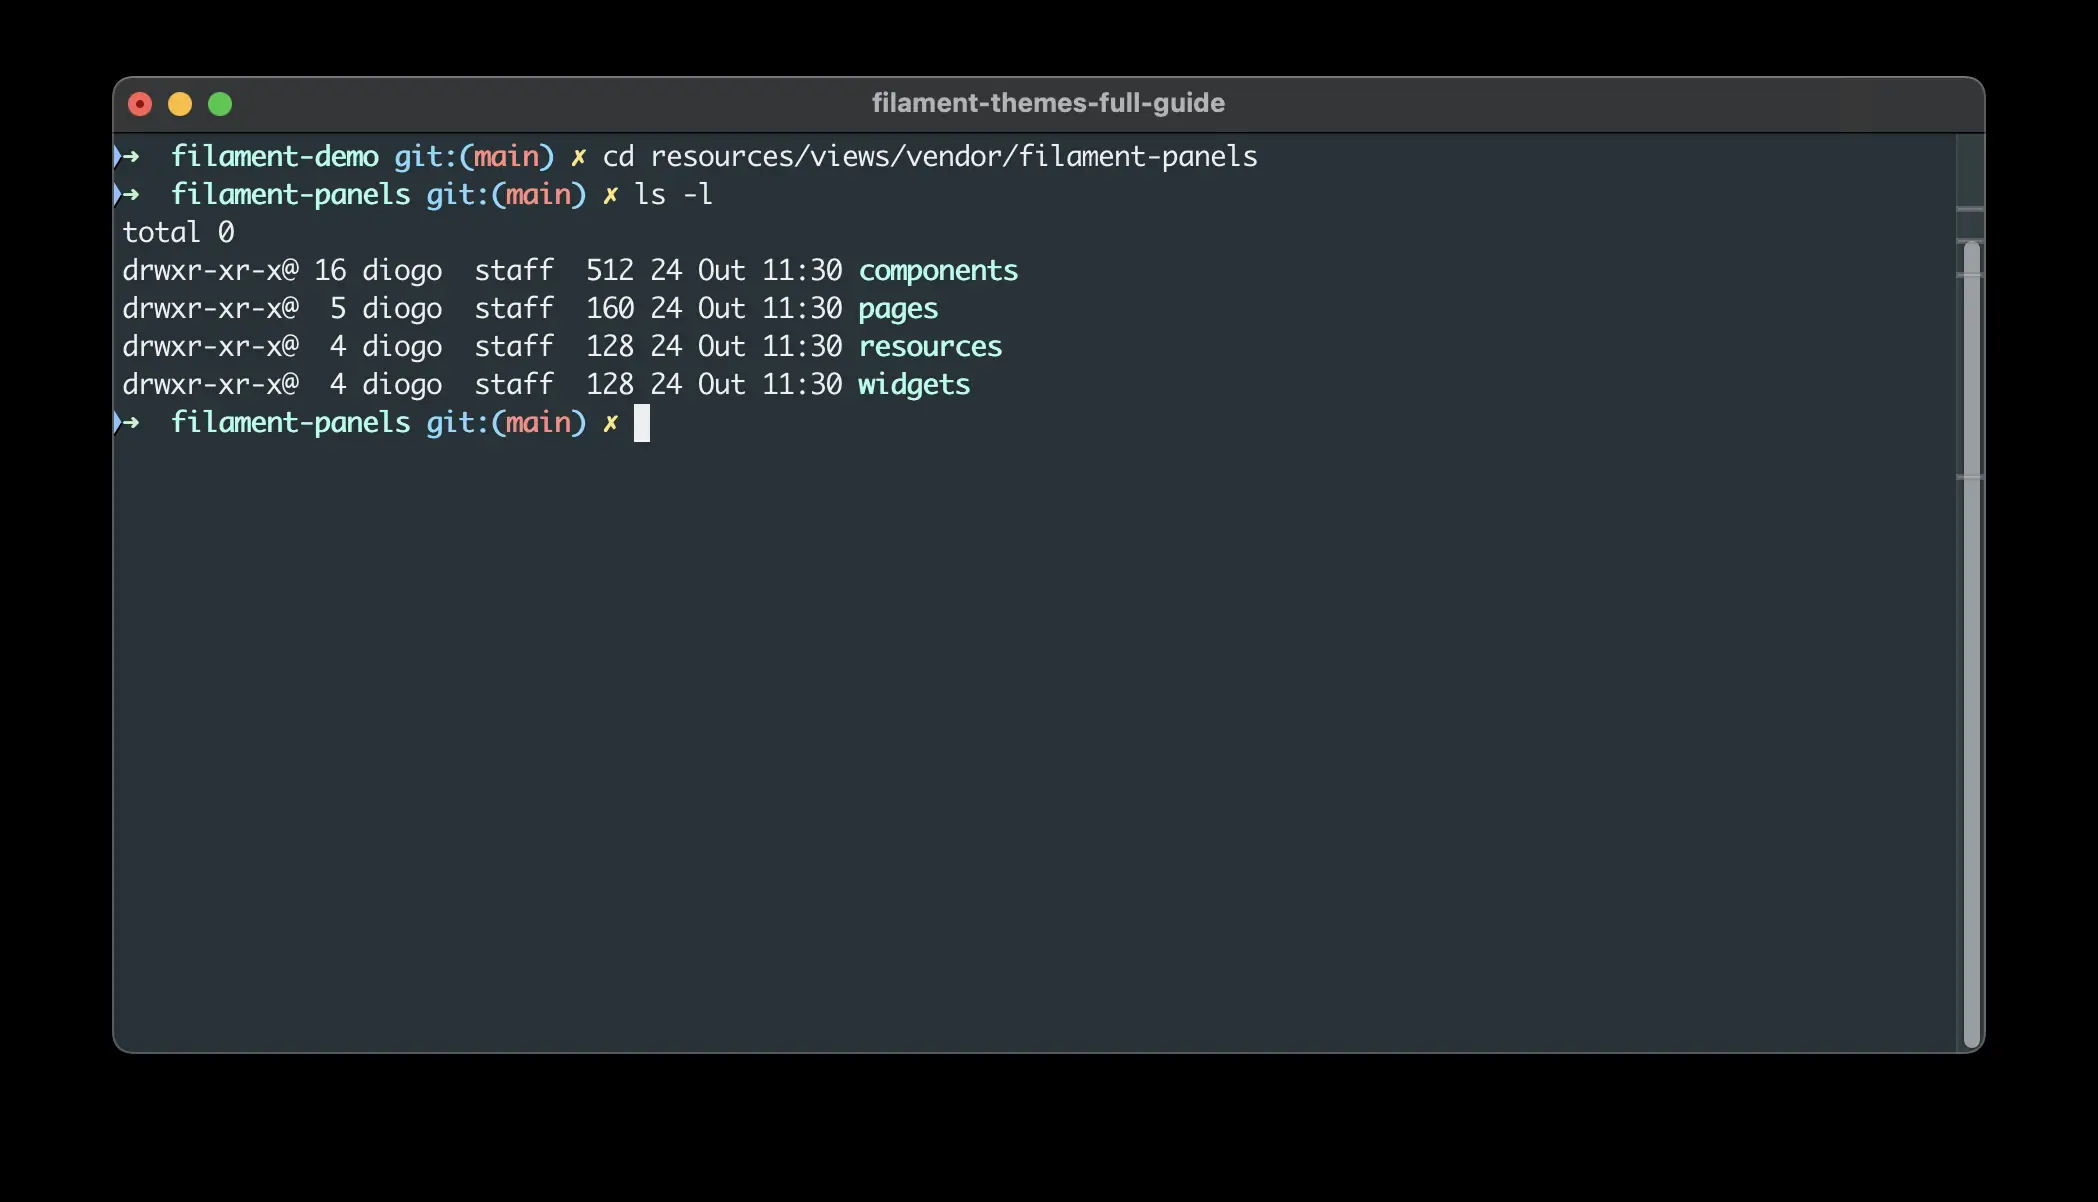 filament-themes-full-guide
➜  filament-demo git:(main) ✗ cd resources/views/vendor/filament-panels
➜  filament-panels git:(main) ✗ ls -l
total 0
drwxr-xr-x@ 16 diogo  staff  512 24 Out 11:30 components
drwxr-xr-x@  5 diogo  staff  160 24 Out 11:30 pages
drwxr-xr-x@  4 diogo  staff  128 24 Out 11:30 resources
drwxr-xr-x@  4 diogo  staff  128 24 Out 11:30 widgets
➜  filament-panels git:(main) ✗